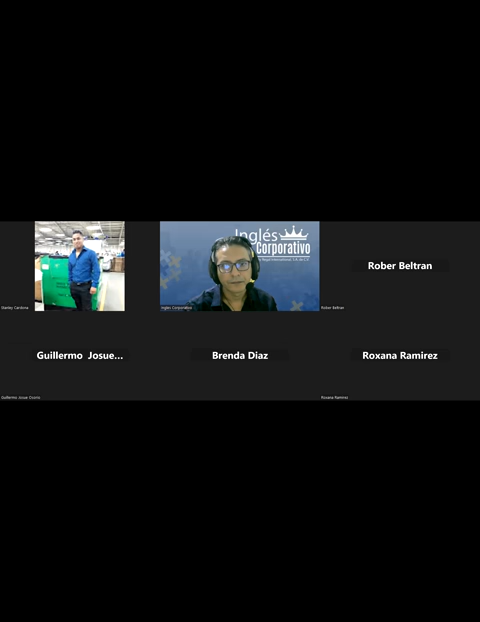 Inglés
Corporativo
Rober Beltran
Stanley Cardona
Inglés Corporativo
Rober Beltran
Guillermo Josue...
Brenda Diaz
Roxana Ramirez
Guillermo Josue Osorio
Roxana Ramirez